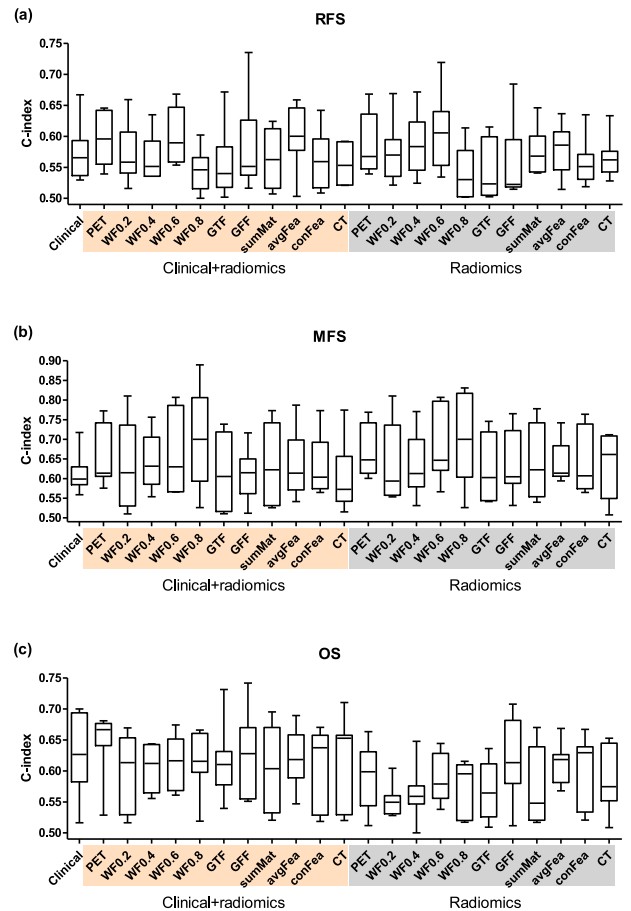 (a)
RFS
C-index
0.75
0.70
0.65
0.60
0.55
0.50
Clinical PET WF0.2 WF0.4 WF0.6 WF0.8 GTF GFF sumMat avgFea conFea CT PET WF0.2 WF0.4 WF0.6 WF0.8 GTF GFF sumMat avgFea conFea CT
Clinical+radiomics Radiomics
(b)
MFS
C-index
0.90
0.85
0.80
0.75
0.70
0.65
0.60
0.55
0.50
Clinical PET WF0.2 WF0.4 WF0.6 WF0.8 GTF GFF sumMat avgFea conFea CT PET WF0.2 WF0.4 WF0.6 WF0.8 GTF GFF sumMat avgFea conFea CT
Clinical+radiomics Radiomics
(c)
OS
C-index
0.75
0.70
0.65
0.60
0.55
0.50
Clinical PET WF0.2 WF0.4 WF0.6 WF0.8 GTF GFF sumMat avgFea conFea CT PET WF0.2 WF0.4 WF0.6 WF0.8 GTF GFF sumMat avgFea conFea CT
Clinical+radiomics Radiomics